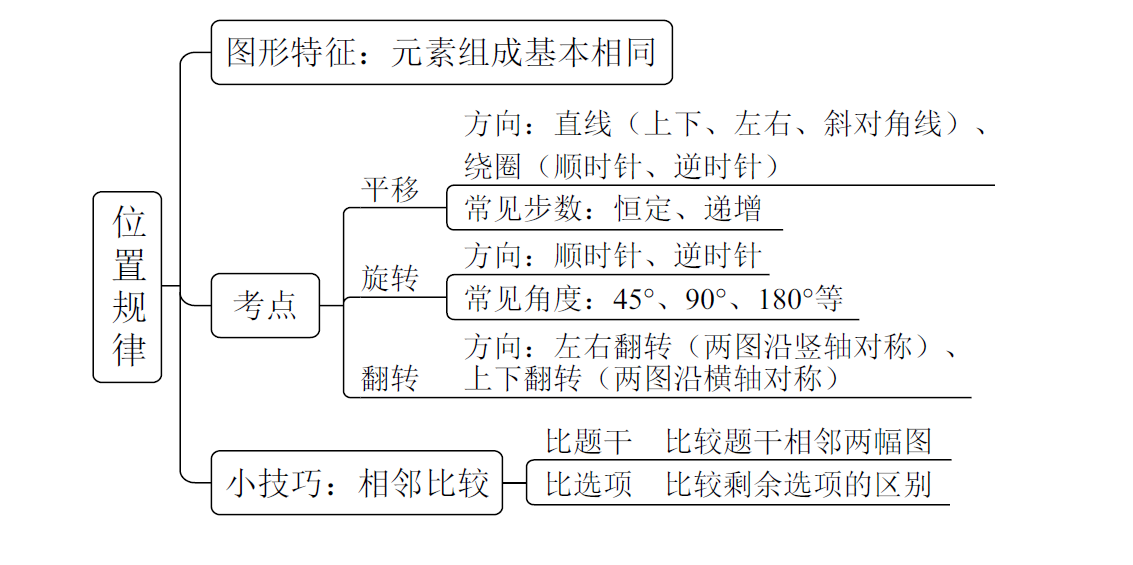 位置规律
图形特征：元素组成基本相同
考点
平移
方向：直线（上下、左右、斜对角线）、
绕圈（顺时针、逆时针）
常见步数：恒定、递增
旋转
方向：顺时针、逆时针
常见角度：45°、90°、180°等
翻转
方向：左右翻转（两图沿竖轴对称）、
上下翻转（两图沿横轴对称）
小技巧：相邻比较
比题干　比较题干相邻两幅图
比选项　比较剩余选项的区别